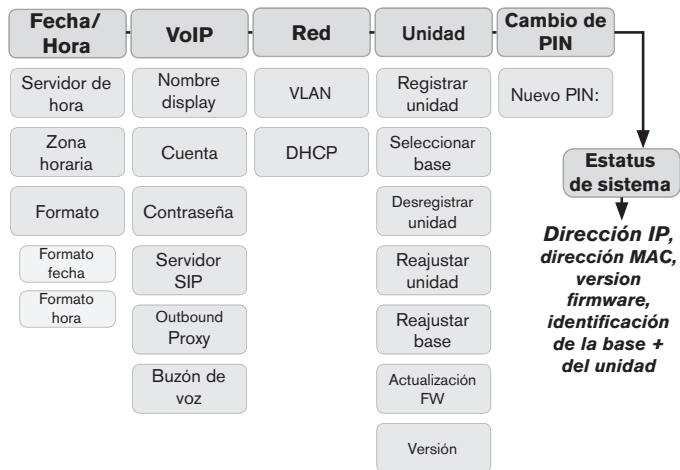 Fecha/
Hora
Servidor de
hora
Zona
horaria
Formato
Formato
fecha
Formato
hora
VoIP
Nombre
display
Cuenta
Contraseña
Servidor
SIP
Outbound
Proxy
Buzón de
voz
Red
VLAN
DHCP
Unidad
Registrar
unidad
Seleccionar
base
Desregistrar
unidad
Reajustar
unidad
Reajustar
base
Actualización
FW
Versión
Cambio de
PIN
Nuevo PIN:
Estatus
de sistema
Dirección IP,
dirección MAC,
version
firmware,
identificación
de la base +
del unidad